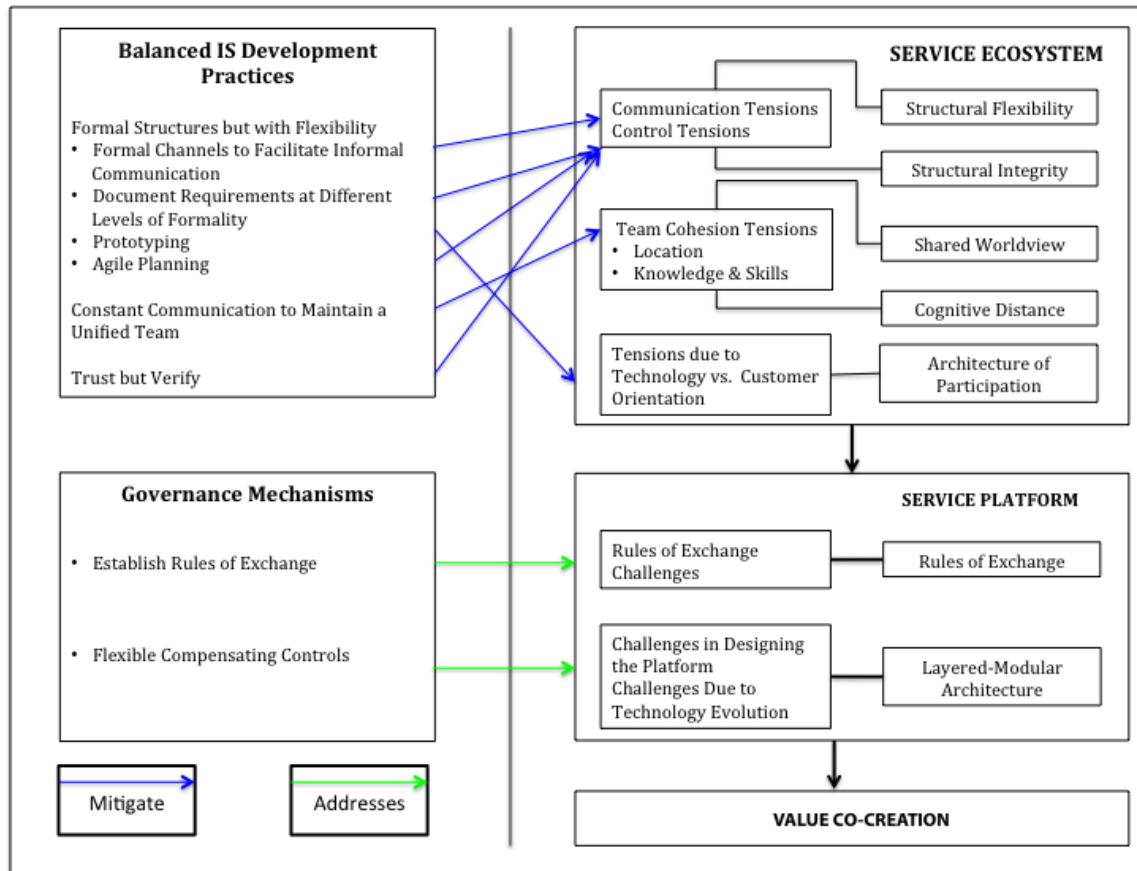 Balanced IS Development
Practices
Formal Structures but with Flexibility
• Formal Channels to Facilitate Informal
Communication
• Document Requirements at Different
Levels of Formality
• Prototyping
• Agile Planning
Constant Communication to Maintain a
Unified Team
Trust but Verify
Governance Mechanisms
• Establish Rules of Exchange
• Flexible Compensating Controls
Mitigate
Addresses
SERVICE ECOSYSTEM
Communication Tensions
Control Tensions
Structural Flexibility
Structural Integrity
Team Cohesion Tensions
• Location
• Knowledge & Skills
Shared Worldview
Cognitive Distance
Tensions due to
Technology vs. Customer
Orientation
Architecture of
Participation
SERVICE PLATFORM
Rules of Exchange
Challenges
Rules of Exchange
Challenges in Designing
the Platform
Challenges Due to
Technology Evolution
Layered-Modular
Architecture
VALUE CO-CREATION